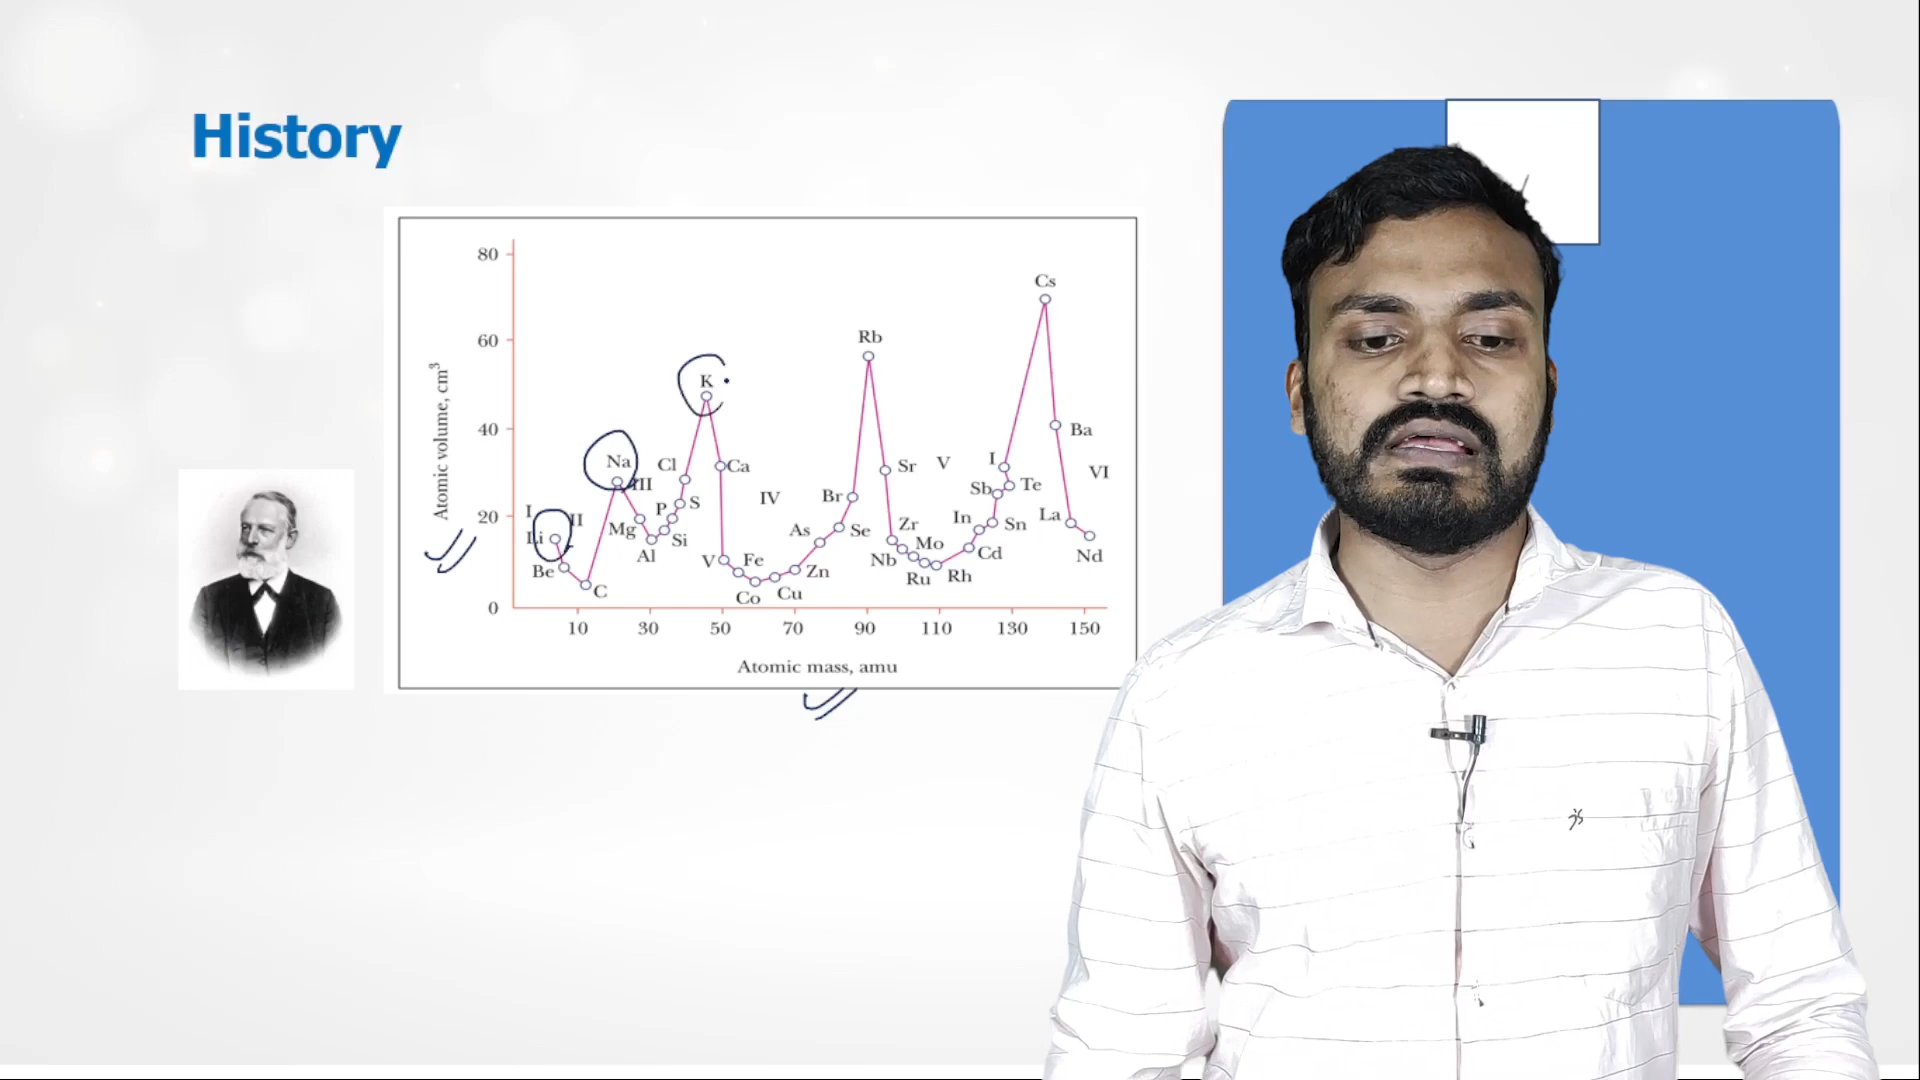 History
80
60
40
20
0
Atomic volume, cm³
10 30 50 70 90 110 130 150
Atomic mass, amu
I
II
III
IV
V
VI
Li
Be
C
Na
Mg
Al
Si
P
S
Cl
K
Ca
V
Fe
Co
Cu
Zn
As
Se
Br
Rb
Sr
Zr
Nb
Mo
Ru
Rh
Cd
In
Sn
Sb
Te
I
Cs
Ba
La
Nd